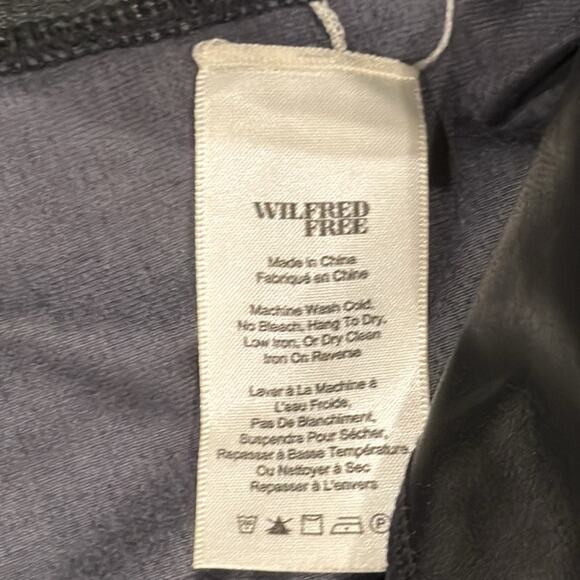 WILFRED
FREE
Made in China
Fabriqué en Chine
Machine Wash Cold,
No Bleach, Hang To Dry,
Low Iron, Or Dry Clean
Iron On Reverse
Laver à La Machine à
L'eau Froide,
Pas De Blanchiment,
Suspendre Pour Sécher,
Repasser à Basse Température
Ou Nettoyer à Sec
Repasser à L'envers
P